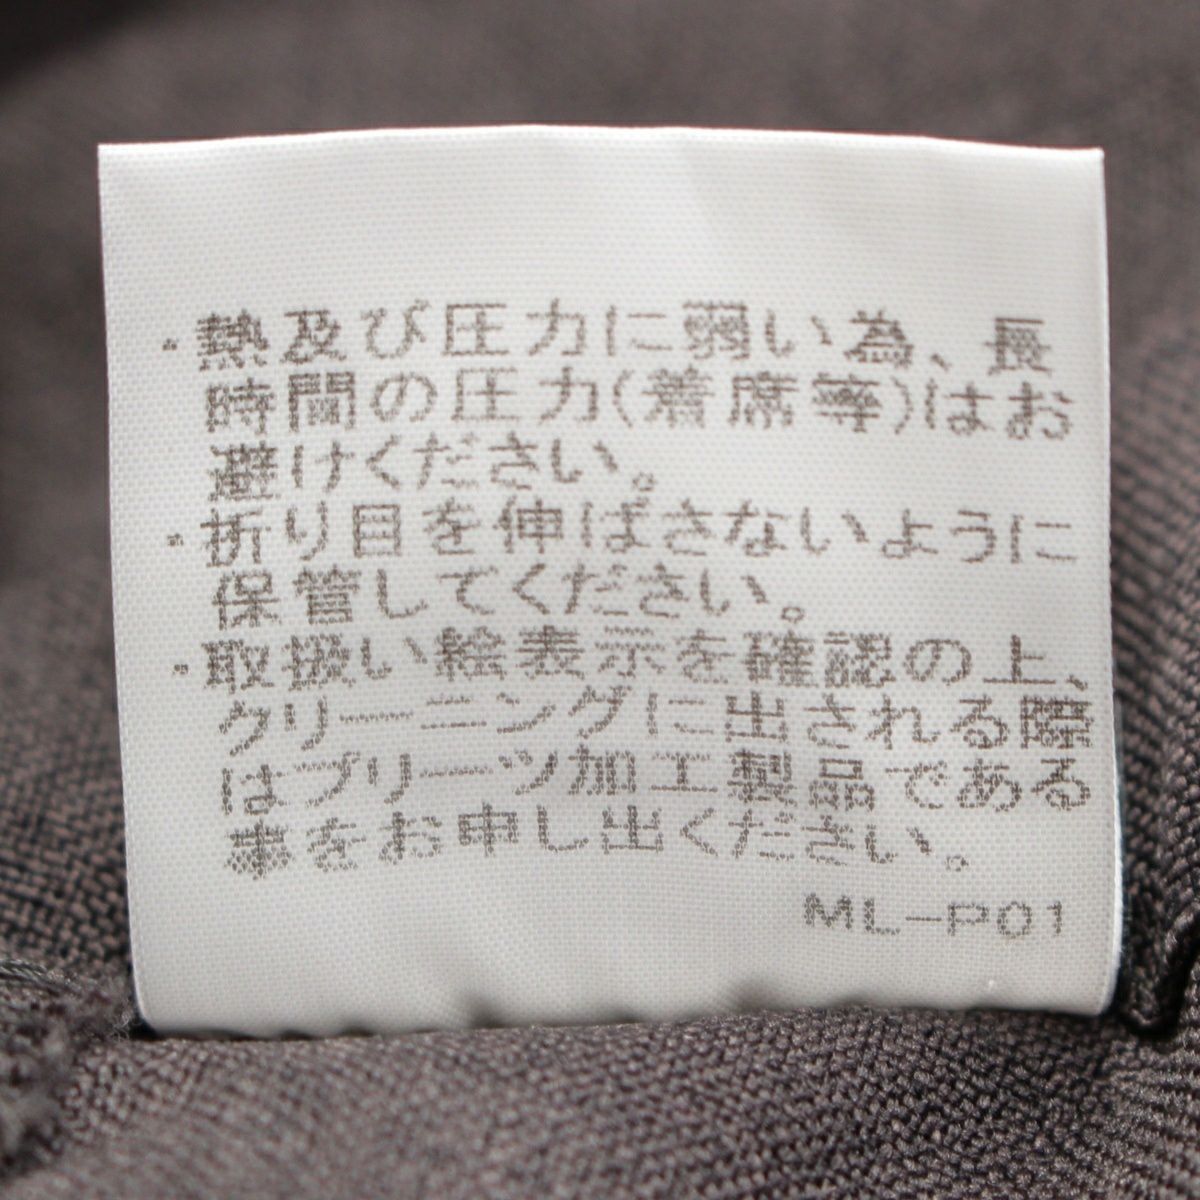 ・熱及び圧力に弱い為、長
時間の圧力(着席等)はお
避けください。
・折り目を伸ばさないように
保管してください。
・取扱い絵表示を確認の上、
クリーニングに出される際
はプリーツ加工製品である
事をお申し出ください。
ML-P01